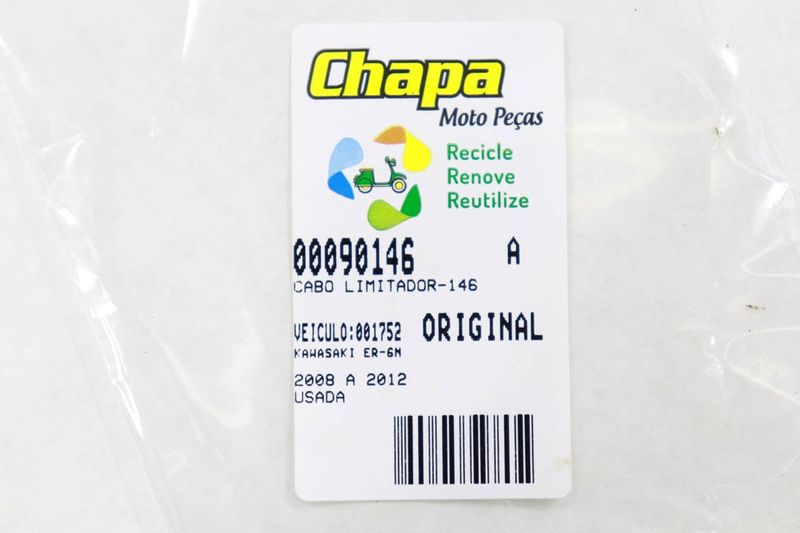 Chapa
Moto Peças
Recicle
Renove
Reutilize
00090146 A
CABO LIMITADOR-146
VEICULO:001752 ORIGINAL
KAWASAKI ER-6N
2008 A 2012
USADA